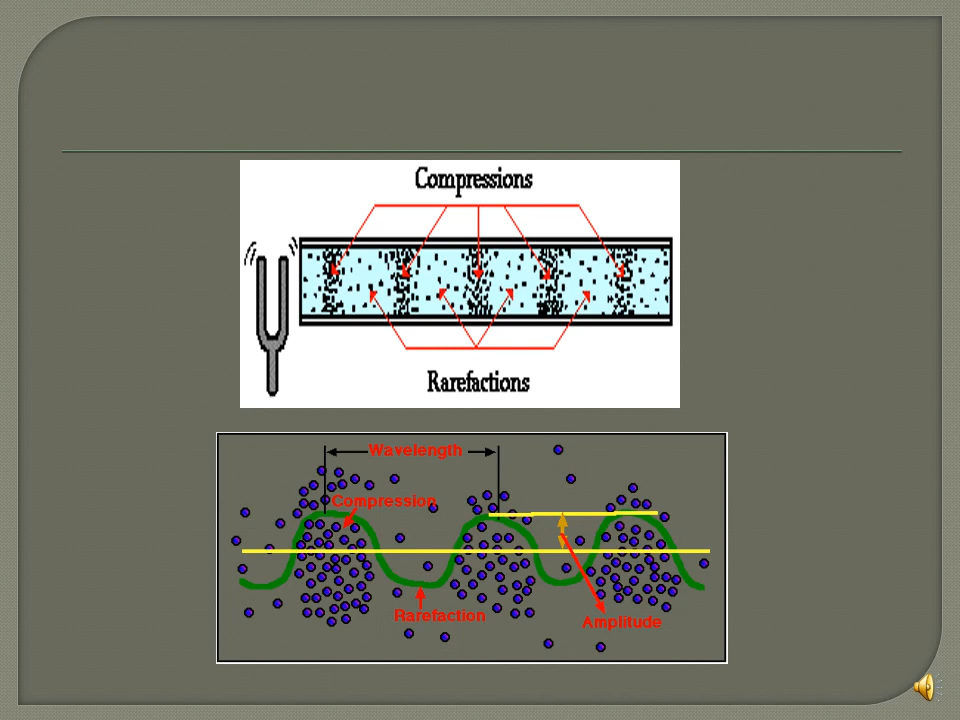 Compressions
Rarefactions
Wavelength
Compression
Rarefaction
Amplitude